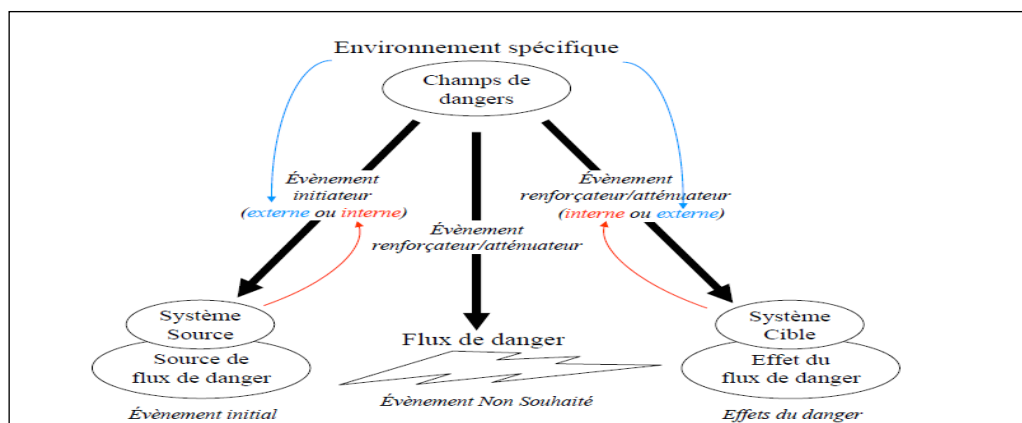 Environnement spécifique
Champs de
dangers
Évènement
initiateur
(externe ou interne)
Évènement
renforçateur/atténuateur
(interne ou externe)
Évènement
renforçateur/atténuateur
Système
Source
Source de
flux de danger
Évènement initial
Flux de danger
Évènement Non Souhaité
Système
Cible
Effet du
flux de danger
Effets du danger